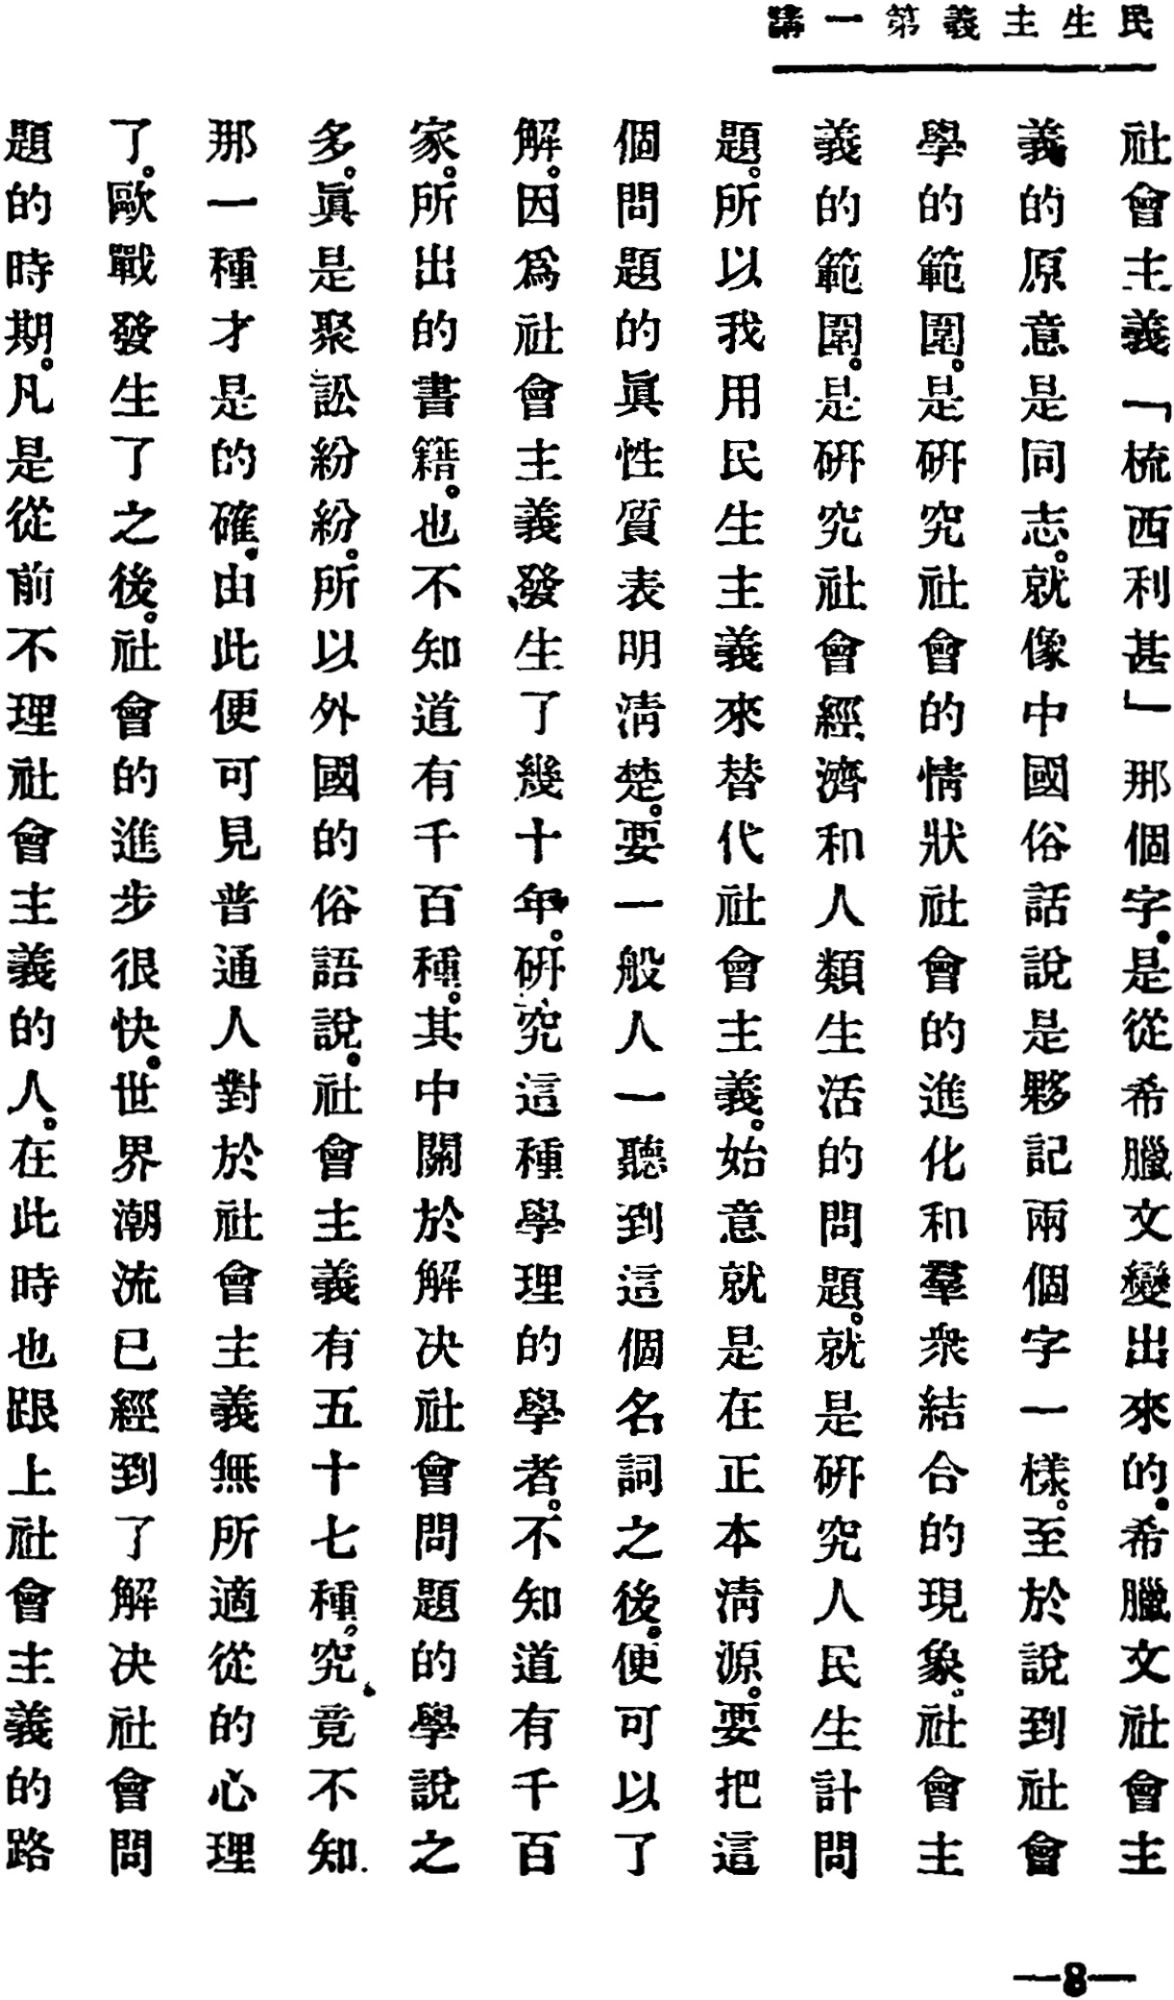 民生主義第一講
社會主義「梳西利甚」那個字。是從希臘文變出來的。希臘文社會主
義的原意是同志。就像中國俗話說是夥記兩個字一樣。至於說到社會
學的範圍。是研究社會的情狀社會的進化和羣衆結合的現象。社會主
義的範圍。是研究社會經濟和人類生活的問題。就是研究人民生計問
題。所以我用民生主義來替代社會主義。始意就是在正本清源。要把這
個問題的眞性質表明清楚。要一般人一聽到這個名詞之後。便可以了
解。因爲社會主義發生了幾十年。研究這種學理的學者。不知道有千百
家。所出的書籍。也不知道有千百種。其中關於解决社會問題的學說之
多。眞是聚訟紛紛。所以外國的俗語說。社會主義有五十七種。究竟不知
那一種才是的確。由此便可見普通人對於社會主義無所適從的心理
了。歐戰發生了之後。社會的進步很快。世界潮流已經到了解决社會問
題的時期。凡是從前不理社會主義的人。在此時也跟上社會主義的路
—8—